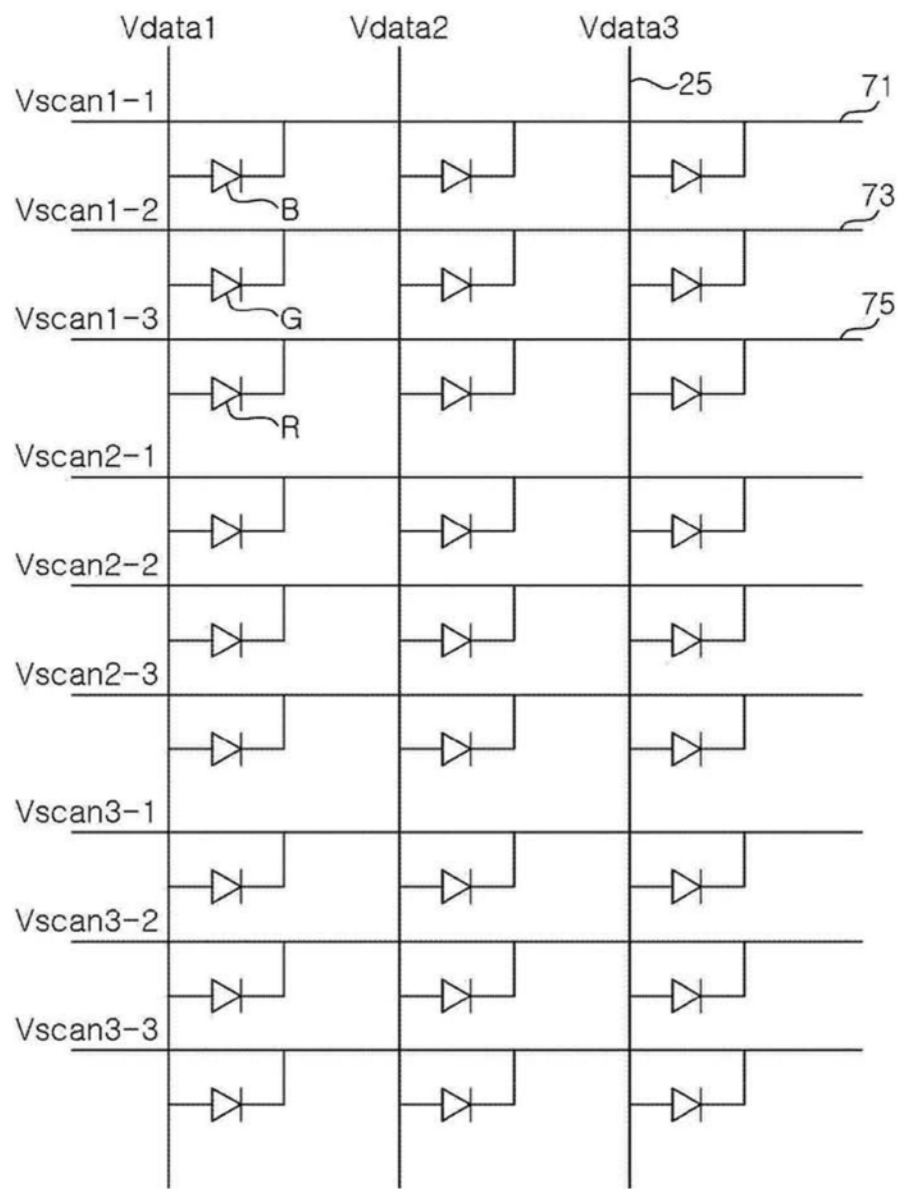 Vdata1 Vdata2 Vdata3
25
71
Vscan1-1
B
Vscan1-2
73
G
Vscan1-3
75
R
Vscan2-1
Vscan2-2
Vscan2-3
Vscan3-1
Vscan3-2
Vscan3-3